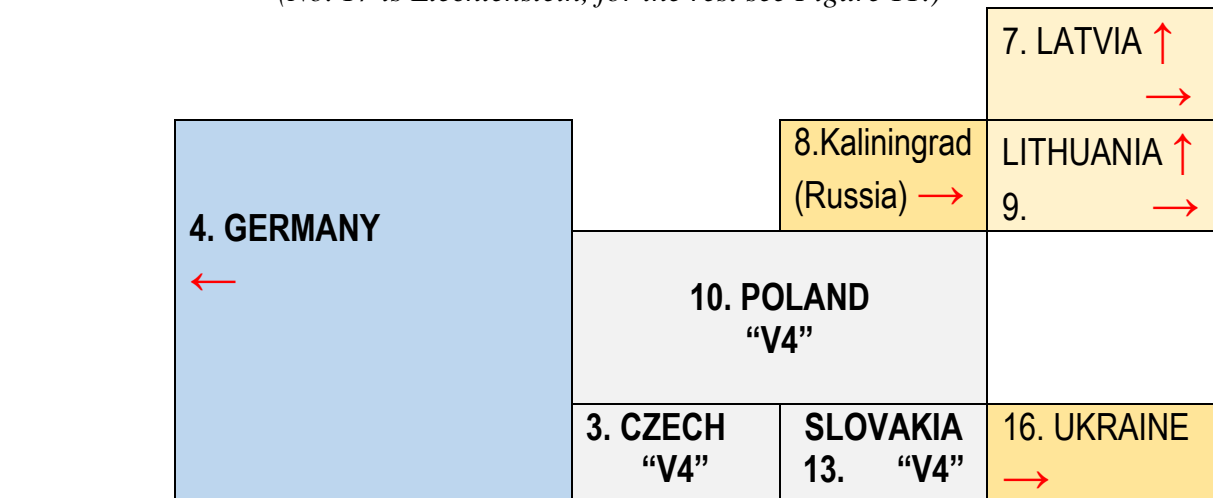 7. LATVIA ↑
→
8.Kaliningrad
(Russia) →
LITHUANIA ↑
9. →
4. GERMANY
←
10. POLAND
“V4”
3. CZECH
“V4”
SLOVAKIA
13. “V4”
16. UKRAINE
→